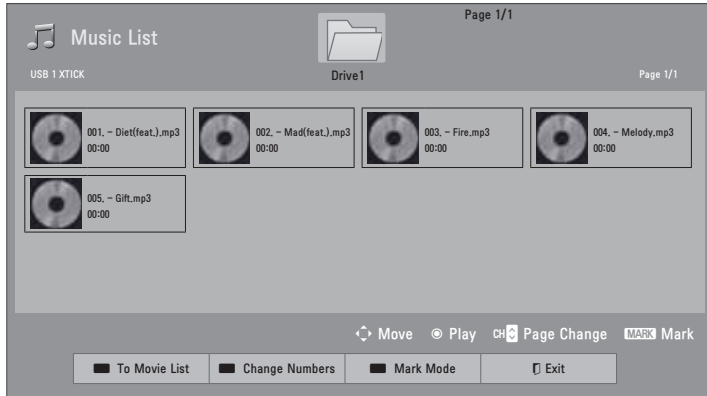 Page 1/1
Music List
USB 1 XTICK
Drive1
Page 1/1
001. - Diet(feat.).mp3
00:00
002. - Mad(feat.).mp3
00:00
003. - Fire.mp3
00:00
004. - Melody.mp3
00:00
005. - Gift.mp3
00:00
Move Play CH Page Change MARK Mark
To Movie List Change Numbers Mark Mode Exit